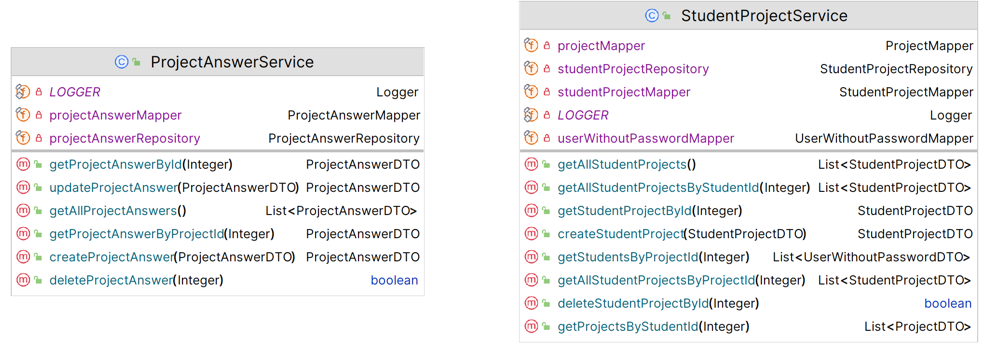 ProjectAnswerService
LOGGER Logger
projectAnswerMapper ProjectAnswerMapper
projectAnswerRepository ProjectAnswerRepository
getProjectAnswerById(Integer) ProjectAnswerDTO
updateProjectAnswer(ProjectAnswerDTO) ProjectAnswerDTO
getAllProjectAnswers() List<ProjectAnswerDTO>
getProjectAnswerByProjectId(Integer) ProjectAnswerDTO
createProjectAnswer(ProjectAnswerDTO) ProjectAnswerDTO
deleteProjectAnswer(Integer) boolean
StudentProjectService
projectMapper ProjectMapper
studentProjectRepository StudentProjectRepository
studentProjectMapper StudentProjectMapper
LOGGER Logger
userWithoutPasswordMapper UserWithoutPasswordMapper
getAllStudentProjects() List<StudentProjectDTO>
getAllStudentProjectsByStudentId(Integer) List<StudentProjectDTO>
getStudentProjectById(Integer) StudentProjectDTO
createStudentProject(StudentProjectDTO) StudentProjectDTO
getStudentsByProjectId(Integer) List<UserWithoutPasswordDTO>
getAllStudentProjectsByProjectId(Integer) List<StudentProjectDTO>
deleteStudentProjectById(Integer) boolean
getProjectsByStudentId(Integer) List<ProjectDTO>